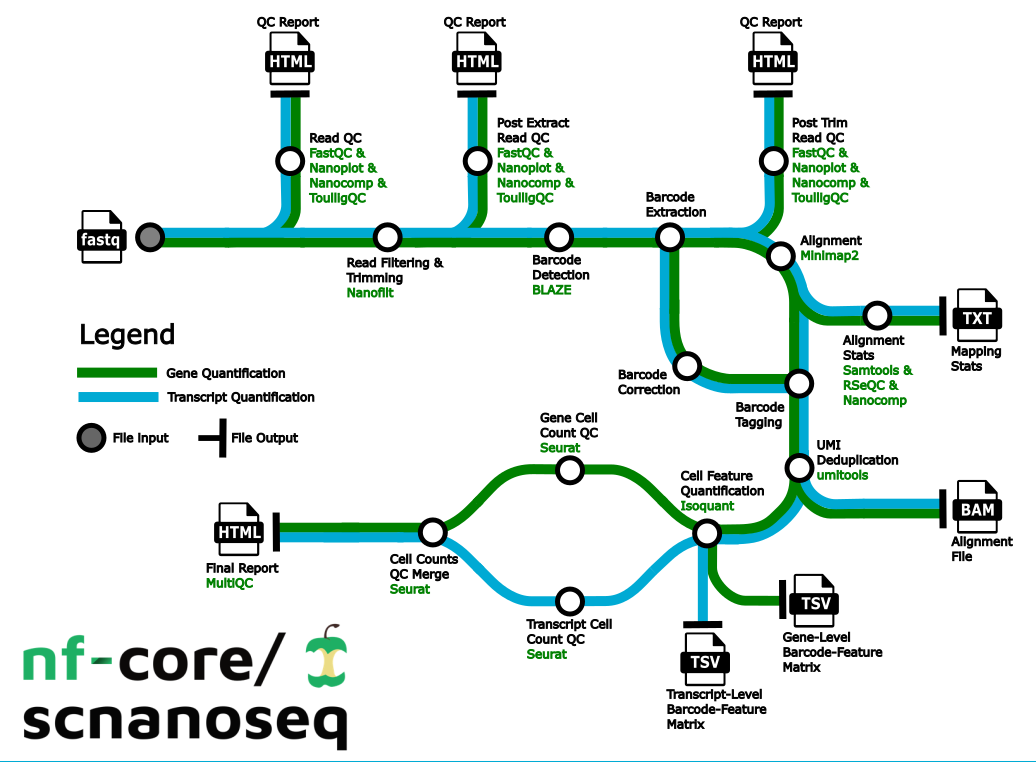 QC Report
HTML
QC Report
HTML
QC Report
HTML
Read QC
FastQC &
Nanoplot &
Nanocomp &
ToulligQC
Post Extract
Read QC
FastQC &
Nanoplot &
Nanocomp &
ToulligQC
Post Trim
Read QC
FastQC &
Nanoplot &
Nanocomp &
ToulligQC
fastq
Read Filtering &
Trimming
Nanofilt
Barcode
Detection
BLAZE
Barcode
Extraction
Alignment
Minimap2
Alignment
Stats
Samtools &
RSeQC &
Nanocomp
TXT
Mapping
Stats
Legend
Gene Quantification
Transcript Quantification
File Input
File Output
Barcode
Correction
Barcode
Tagging
UMI
Deduplication
umitools
BAM
Alignment
File
Gene Cell
Count QC
Seurat
Cell Feature
Quantification
Isoquant
HTML
Final Report
MultiQC
Cell Counts
QC Merge
Seurat
Transcript Cell
Count QC
Seurat
TSV
Gene-Level
Barcode-Feature
Matrix
TSV
Transcript-Level
Barcode-Feature
Matrix
nf-core/
scnanoseq